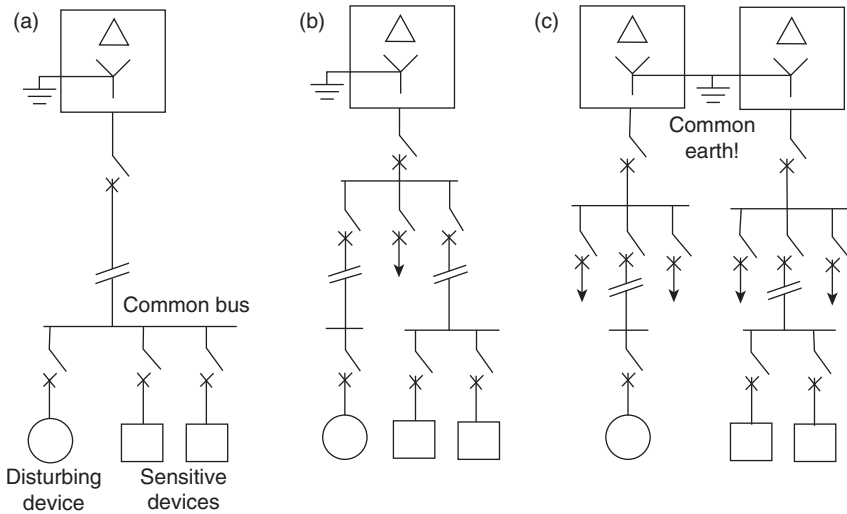 (a)
(b)
(c)
Common
earth!
Common bus
Disturbing
device
Sensitive
devices